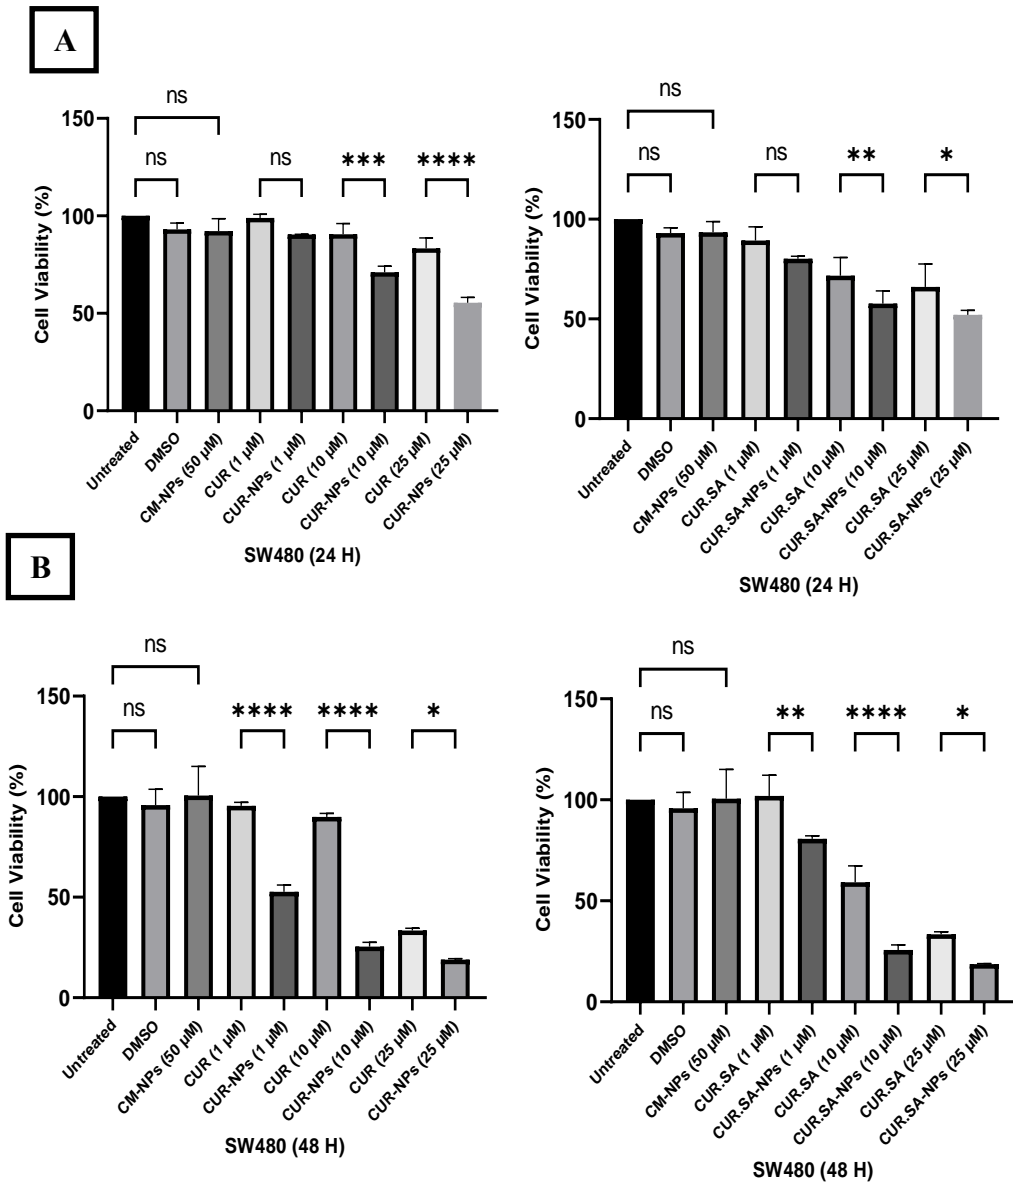 A
ns
ns ns *** ****
150
100
50
0
Cell Viability (%)
Untreated
DMSO
CM-NPs (50 µM)
CUR (1 µM)
CUR-NPs (1 µM)
CUR (10 µM)
CUR-NPs (10 µM)
CUR (25 µM)
CUR-NPs (25 µM)
SW480 (24 H)
ns
ns ns ** *
150
100
50
0
Cell Viability (%)
Untreated
DMSO
CM-NPs (50 µM)
CUR.SA (1 µM)
CUR.SA-NPs (1 µM)
CUR.SA (10 µM)
CUR.SA-NPs (10 µM)
CUR.SA (25 µM)
CUR.SA-NPs (25 µM)
SW480 (24 H)
B
ns
ns **** **** *
150
100
50
0
Cell Viability (%)
Untreated
DMSO
CM-NPs (50 µM)
CUR (1 µM)
CUR-NPs (1 µM)
CUR (10 µM)
CUR-NPs (10 µM)
CUR (25 µM)
CUR-NPs (25 µM)
SW480 (48 H)
ns
ns ** **** *
150
100
50
0
Cell Viability (%)
Untreated
DMSO
CM-NPs (50 µM)
CUR.SA (1 µM)
CUR.SA-NPs (1 µM)
CUR.SA (10 µM)
CUR.SA-NPs (10 µM)
CUR.SA (25 µM)
CUR.SA-NPs (25 µM)
SW480 (48 H)